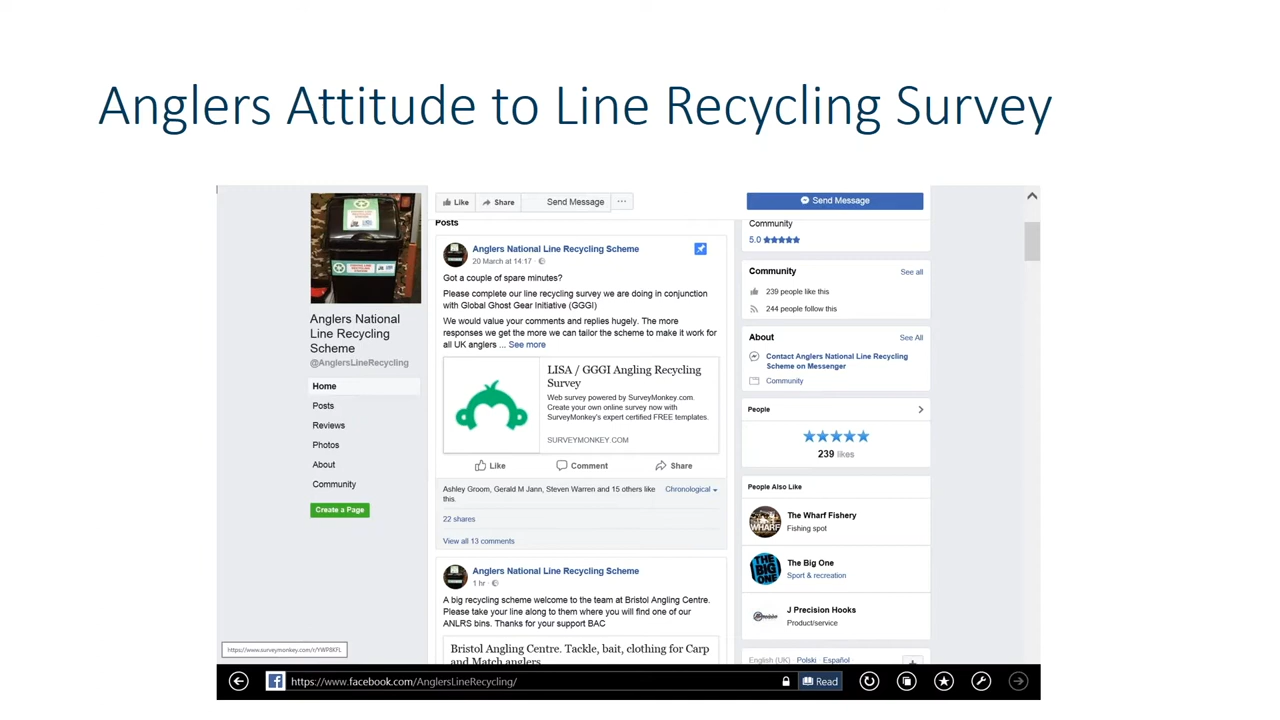 Anglers Attitude to Line Recycling Survey
Anglers National
Line Recycling
Scheme
@AnglersLineRecycling
Home
Posts
Reviews
Photos
About
Community
Create a Page
Like
Share
Send Message
...
Posts
Anglers National Line Recycling Scheme
20 March at 14:17
Got a couple of spare minutes?
Please complete our line recycling survey we are doing in conjunction
with Global Ghost Gear Initiative (GGGI)
We would value your comments and replies hugely. The more
responses we get the more we can tailor the scheme to make it work for
all UK anglers ... See more
LISA / GGGI Angling Recycling
Survey
Web survey powered by SurveyMonkey.com.
Create your own online survey now with
SurveyMonkey's expert certified FREE templates.
SURVEYMONKEY.COM
Like
Comment
Share
Ashley Groom, Gerald M Jann, Steven Warren and 15 others like
this.
Chronological
22 shares
View all 13 comments
Anglers National Line Recycling Scheme
1 hr
A big recycling scheme welcome to the team at Bristol Angling Centre.
Please take your line along to them where you will find one of our
ANLRS bins. Thanks for your support BAC
Bristol Angling Centre. Tackle, bait, clothing for Carp
and Match anglers
Send Message
Community
5.0
Community
See all
239 people like this
244 people follow this
About
See All
Contact Anglers National Line Recycling
Scheme on Messenger
Community
People
239 likes
People Also Like
The Wharf Fishery
Fishing spot
WHARF
The Big One
Sport & recreation
THE
BIG
ONE
J Precision Hooks
Product/service
English (UK) Polski Español
https://www.surveymonkey.com/r/YWP8KFL
https://www.facebook.com/AnglersLineRecycling/
Read